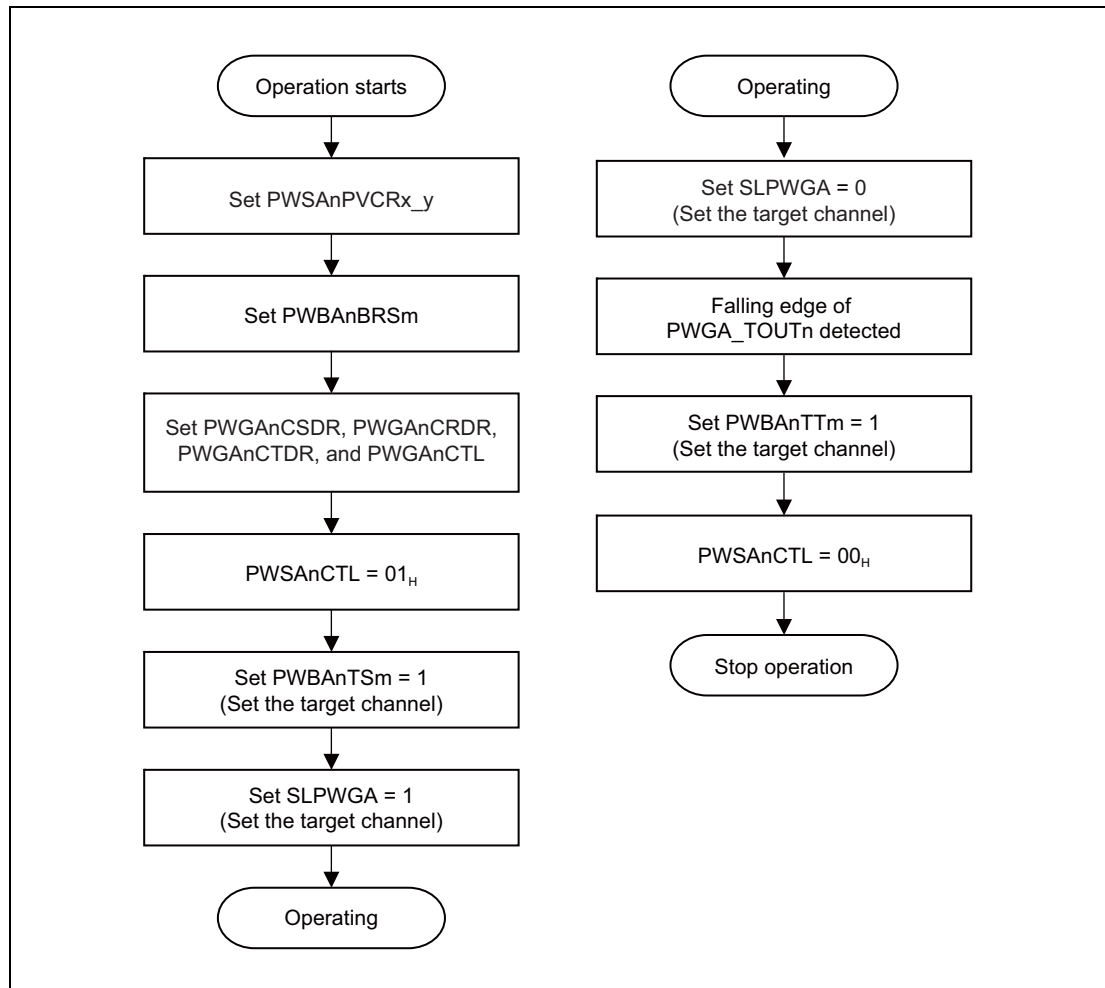 Operation starts
Set PWSAnPVCRx_y
Set PWBAnBRSm
Set PWGAnCSDR, PWGAnCRDR,
PWGAnCTDR, and PWGAnCTL
PWSAnCTL = 01H
Set PWBAnTSm = 1
(Set the target channel)
Set SLPWGA = 1
(Set the target channel)
Operating
Operating
Set SLPWGA = 0
(Set the target channel)
Falling edge of
PWGA_TOUTn detected
Set PWBAnTTm = 1
(Set the target channel)
PWSAnCTL = 00H
Stop operation